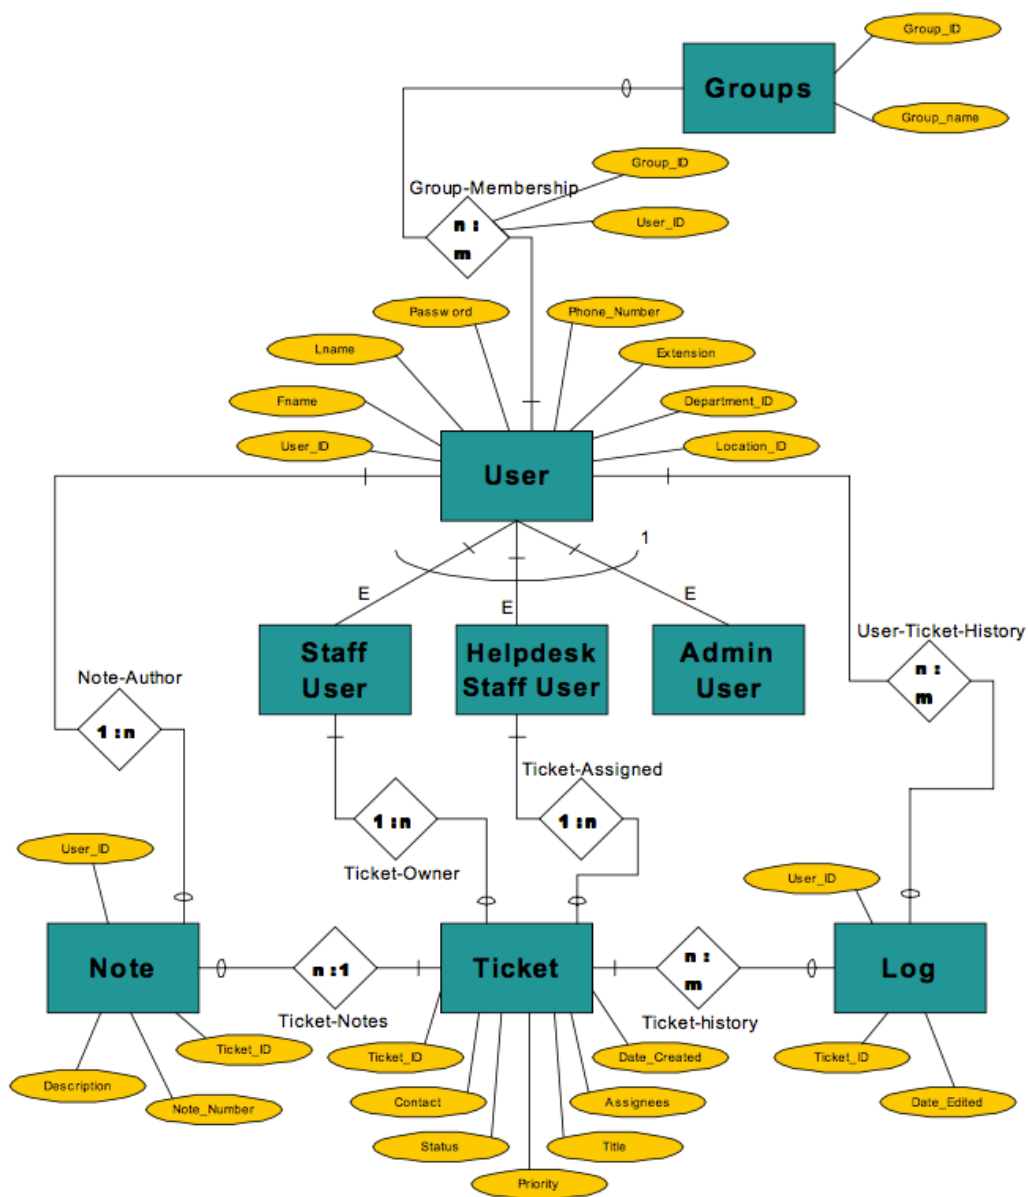 Group_ID
Groups
Group_name
Group_ID
Group-Membership
User_ID
n :
m
Password
Phone_Number
Lname
Extension
Fname
Department_ID
User_ID
Location_ID
User
1
E
E
E
Staff
User
Helpdesk
Staff User
Admin
User
User-Ticket-History
n :
m
Note-Author
1 : n
Ticket-Assigned
1 : n
1 : n
Ticket-Owner
User_ID
User_ID
Note
n : 1
Ticket
n :
m
Log
Ticket-Notes
Ticket-history
Ticket_ID
Ticket_ID
Date_Created
Ticket_ID
Description
Note_Number
Contact
Assignees
Date_Edited
Status
Title
Priority